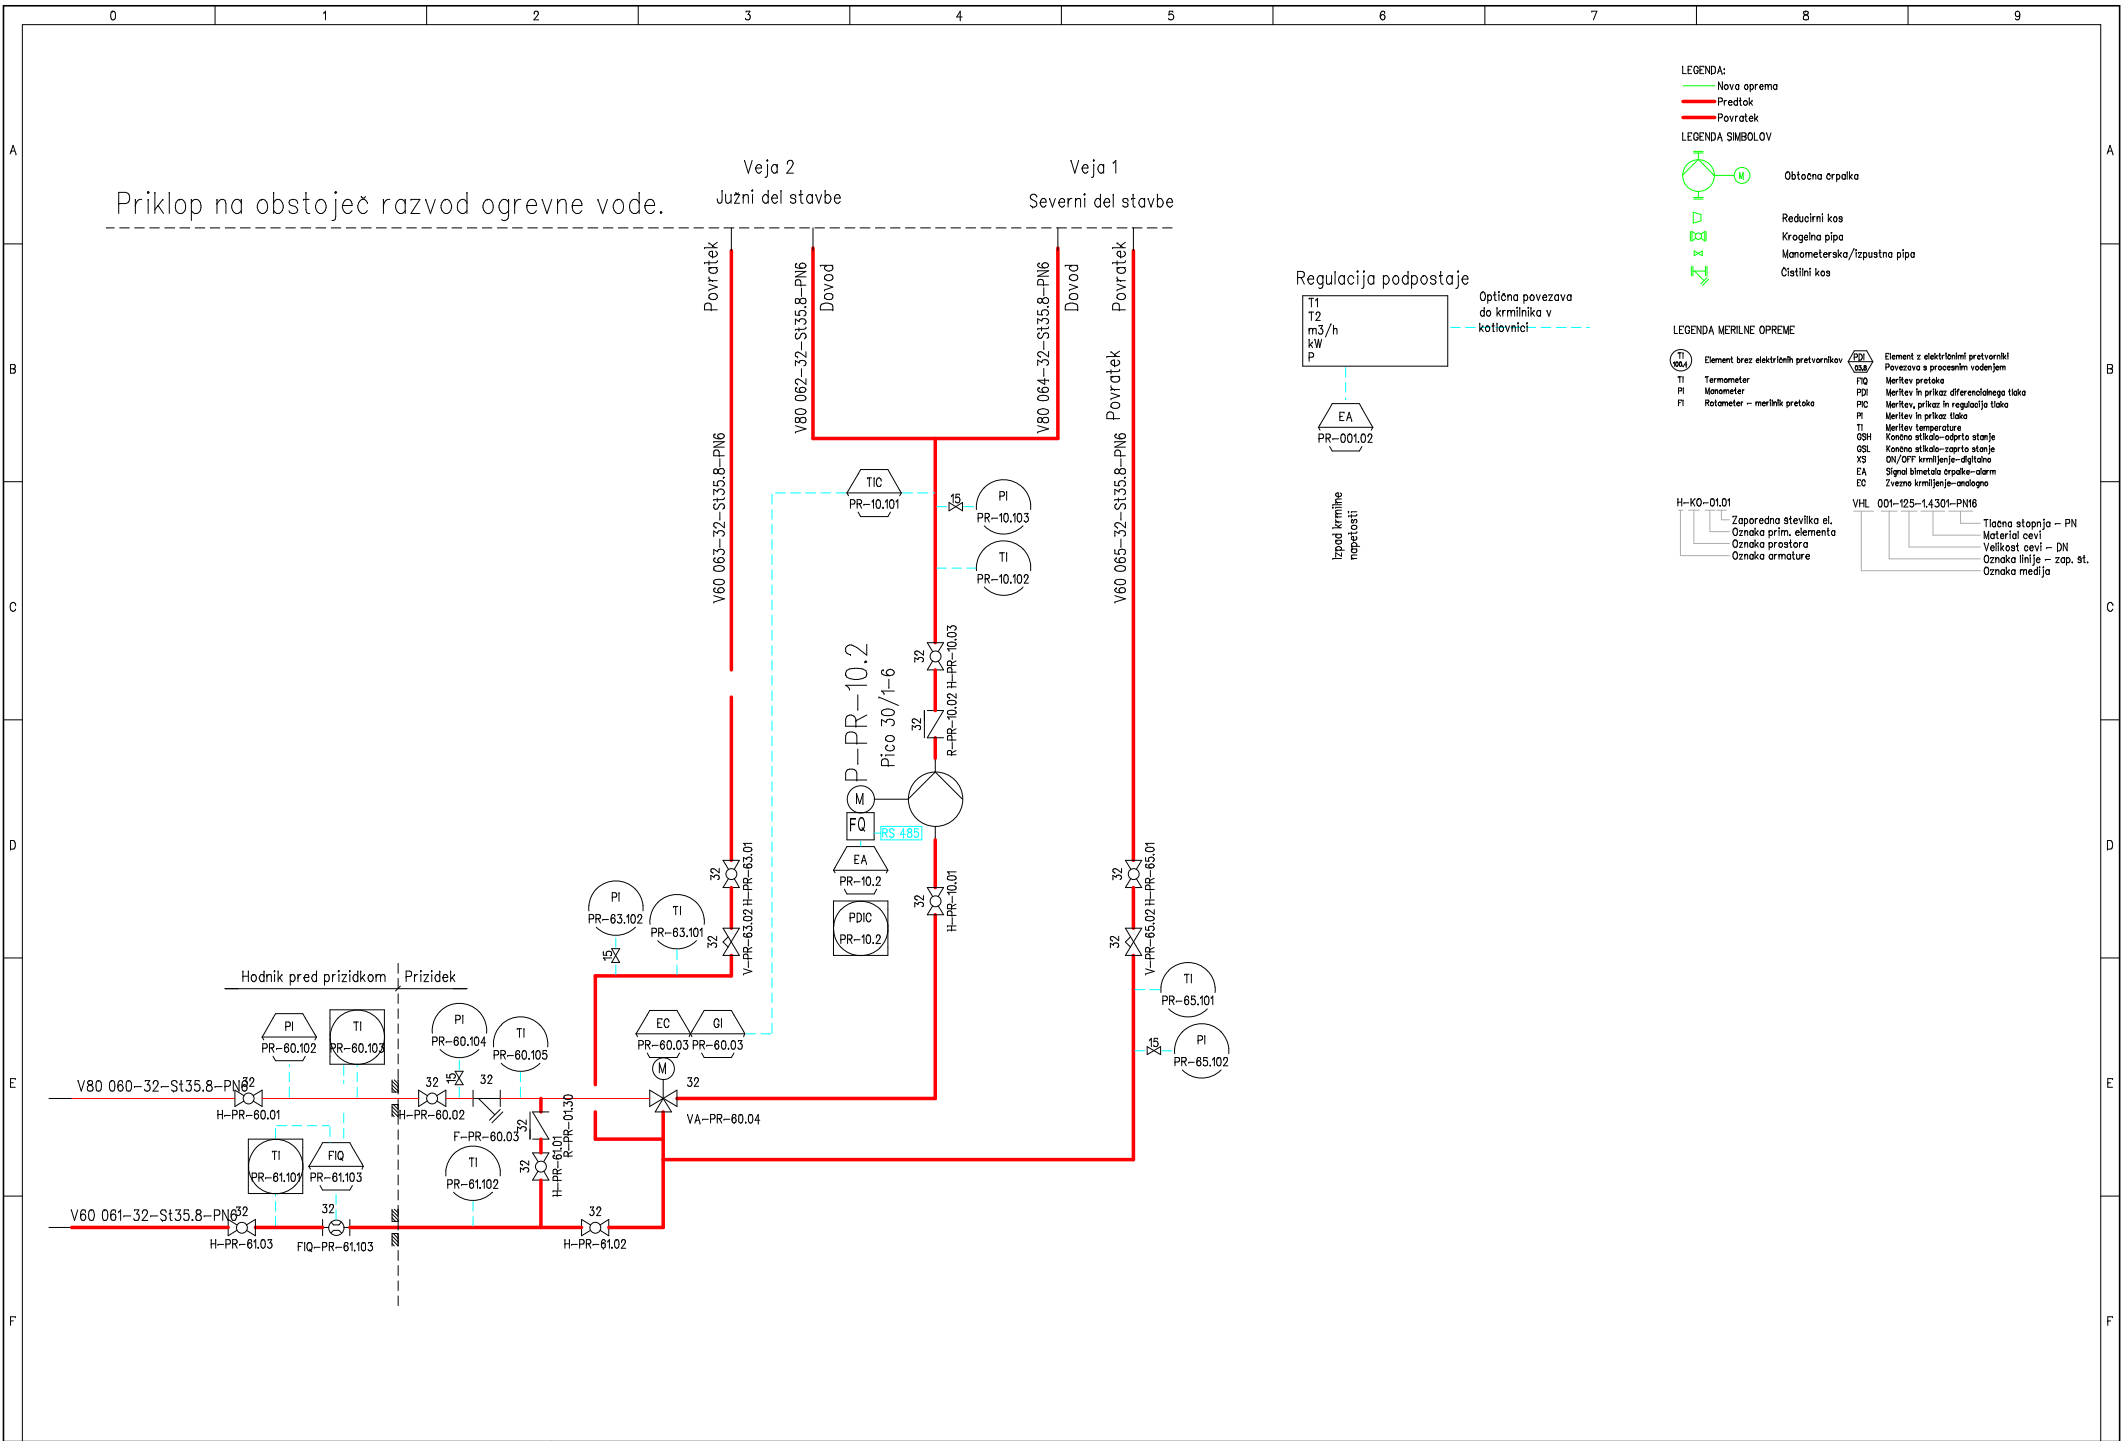 0 1 2 3 4 5 6 7 8 9
A
B
C
D
E
F
A
B
C
D
E
F
Priklop na obstoječ razvod ogrevne vode.
Veja 2
Južni del stavbe
Veja 1
Severni del stavbe
Povratek
Dovod
Dovod
Povratek
Povratek
V60 063-32-St35.8-PN6
V80 062-32-St35.8-PN6
V80 064-32-St35.8-PN6
V60 065-32-St35.8-PN6
Regulacija podpostaje
T1
T2
m3/h
kW
P
Optična povezava
do krmilnika v
kotlovnici
EA
PR-001.02
Izpad krmilne
napetosti
TIC
PR-10.101
15
PI
PR-10.103
TI
PR-10.102
32
H-PR-10.03
32
R-PR-10.02
P-PR-10.2
Pico 30/1-6
M
FQ
RS 485
EA
PR-10.2
PDIC
PR-10.2
32
H-PR-10.01
32
H-PR-63.01
32
V-PR-63.02
32
H-PR-65.01
32
V-PR-65.02
PI
PR-63.102
15
TI
PR-63.101
TI
PR-65.101
15
PI
PR-65.102
Hodnik pred prizidkom
Prizidek
PI
PR-60.102
TI
PR-60.103
PI
PR-60.104
TI
PR-60.105
EC
PR-60.03
GI
PR-60.03
M
32
VA-PR-60.04
V80 060-32-St35.8-PN6
32
H-PR-60.01
32
H-PR-60.02
15
32
F-PR-60.03
32
R-PR-01.30
32
H-PR-61.01
TI
PR-61.101
FIQ
PR-61.103
TI
PR-61.102
V60 061-32-St35.8-PN6
32
H-PR-61.03
32
FIQ-PR-61.103
H-PR-61.02
32
LEGENDA:
Nova oprema
Predtok
Povratek
LEGENDA SIMBOLOV
M
Obtočna črpalka
Reducirni kos
Krogelna pipa
Manometerska/izpustna pipa
Čistilni kos
LEGENDA MERILNE OPREME
TI
100.1
Element brez električnih pretvornikov
TI Termometer
PI Manometer
FI Rotameter - merilnik pretoka
PDI
03.8
Element z električnimi pretvorniki
Povezava s procesnim vodenjem
FIQ Meritev pretoka
PDI Meritev in prikaz diferencialnega tlaka
PIC Meritev, prikaz in regulacija tlaka
PI Meritev in prikaz tlaka
TI Meritev temperature
GSH Končno stikalo-odprto stanje
GSL Končno stikalo-zaprto stanje
XS ON/OFF krmiljenje-digitalno
EA Signal bimetala črpalke-alarm
EC Zvezno krmiljenje-analogno
H-KO-01.01
Zaporedna stevilka el.
Oznaka prim. elementa
Oznaka prostora
Oznaka armature
VHL 001-125-1.4301-PN16
Tlačna stopnja - PN
Material cevi
Velikost cevi - DN
Oznaka linije - zap. št.
Oznaka medija